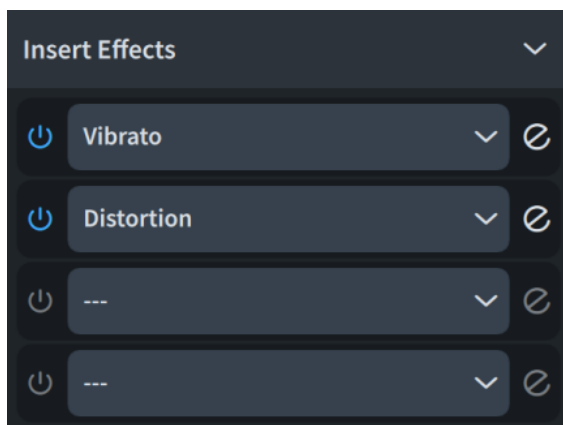 Insert Effects
Vibrato
Distortion
---
---